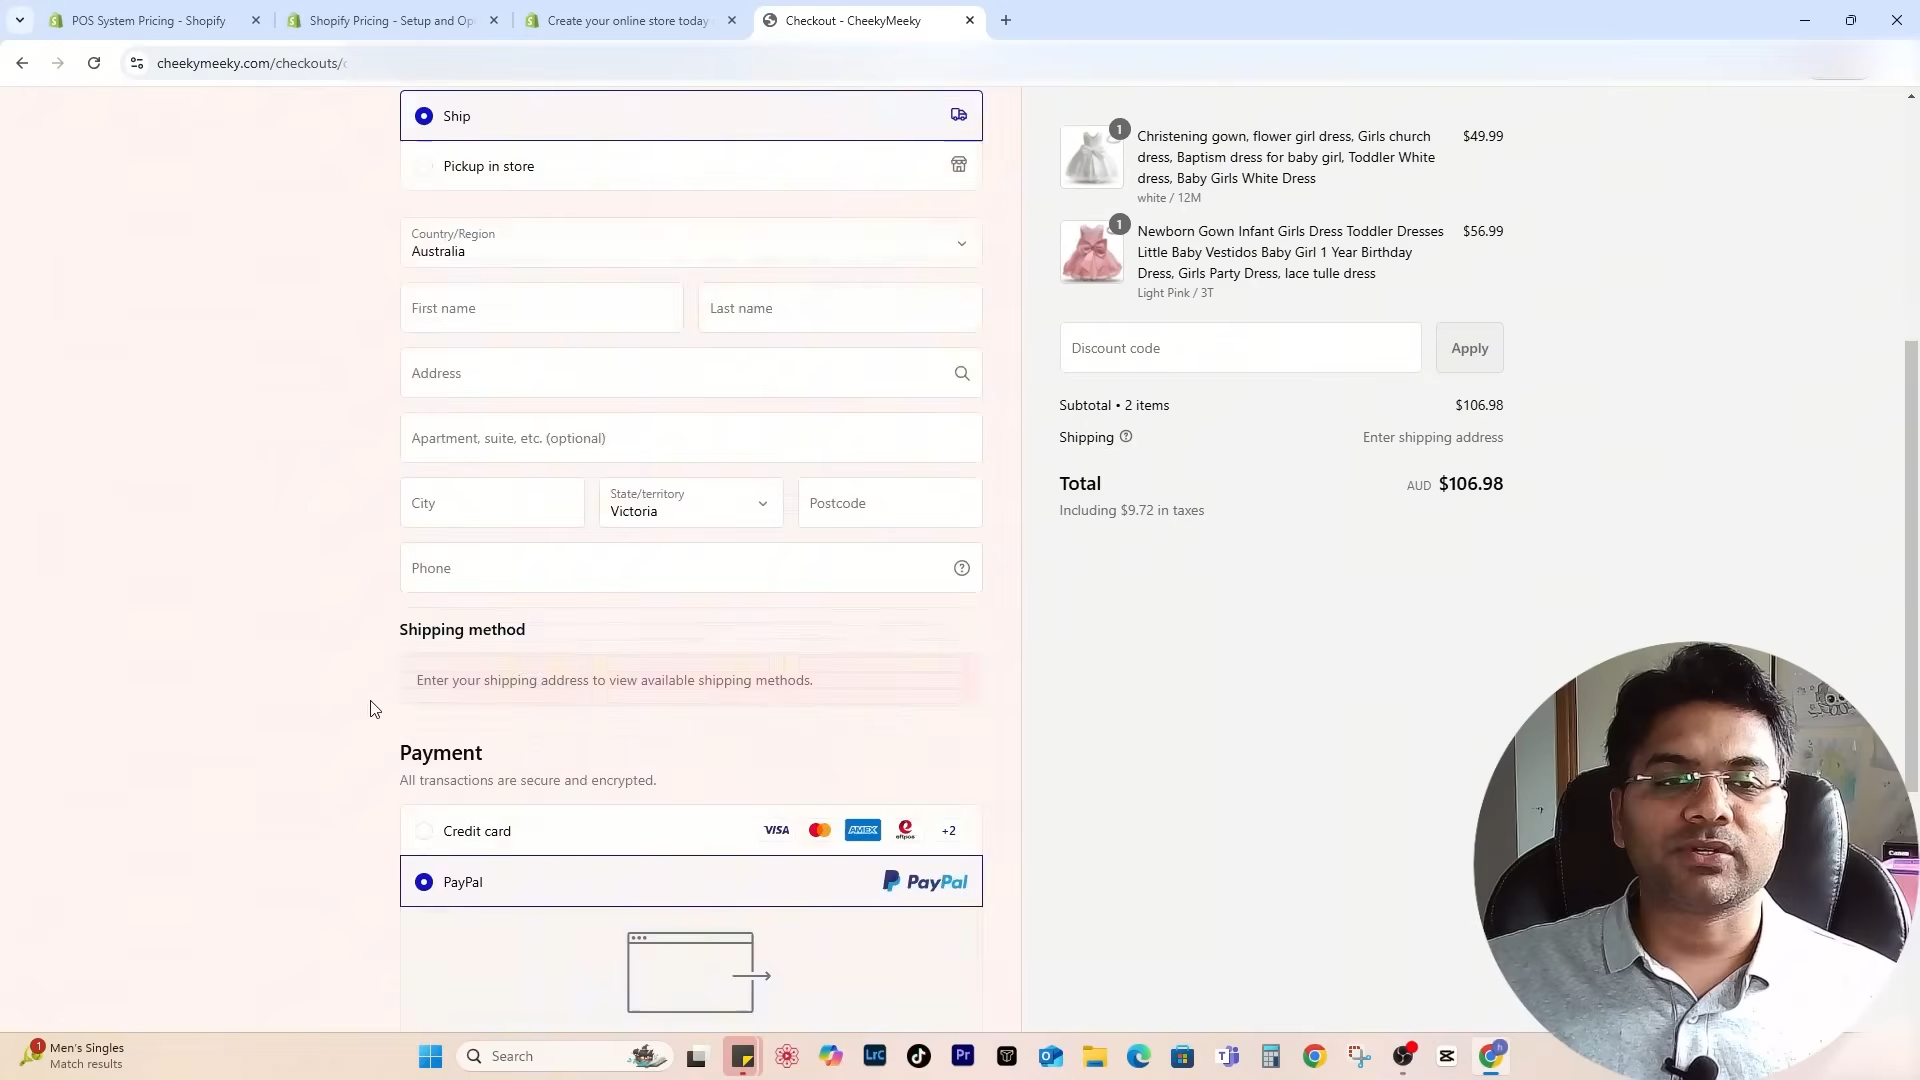 POS System Pricing - Shopify
Shopify Pricing - Setup and Op
Create your online store today
Checkout - CheekyMeeky
cheekymeeky.com/checkouts/
Ship
Pickup in store
Country/Region
Australia
First name
Last name
Address
Apartment, suite, etc. (optional)
City
State/territory
Victoria
Postcode
Phone
Shipping method
Enter your shipping address to view available shipping methods.
Payment
All transactions are secure and encrypted.
Credit card
VISA
AMEX
eftpos
+2
PayPal
PayPal
1
Christening gown, flower girl dress, Girls church
$49.99
dress, Baptism dress for baby girl, Toddler White
dress, Baby Girls White Dress
white / 12M
1
Newborn Gown Infant Girls Dress Toddler Dresses
$56.99
Little Baby Vestidos Baby Girl 1 Year Birthday
Dress, Girls Party Dress, lace tulle dress
Light Pink / 3T
Discount code
Apply
Subtotal • 2 items
$106.98
Shipping
Enter shipping address
Total
AUD $106.98
Including $9.72 in taxes
Canon
1
Men's Singles
Match results
Search
LrC
Pr